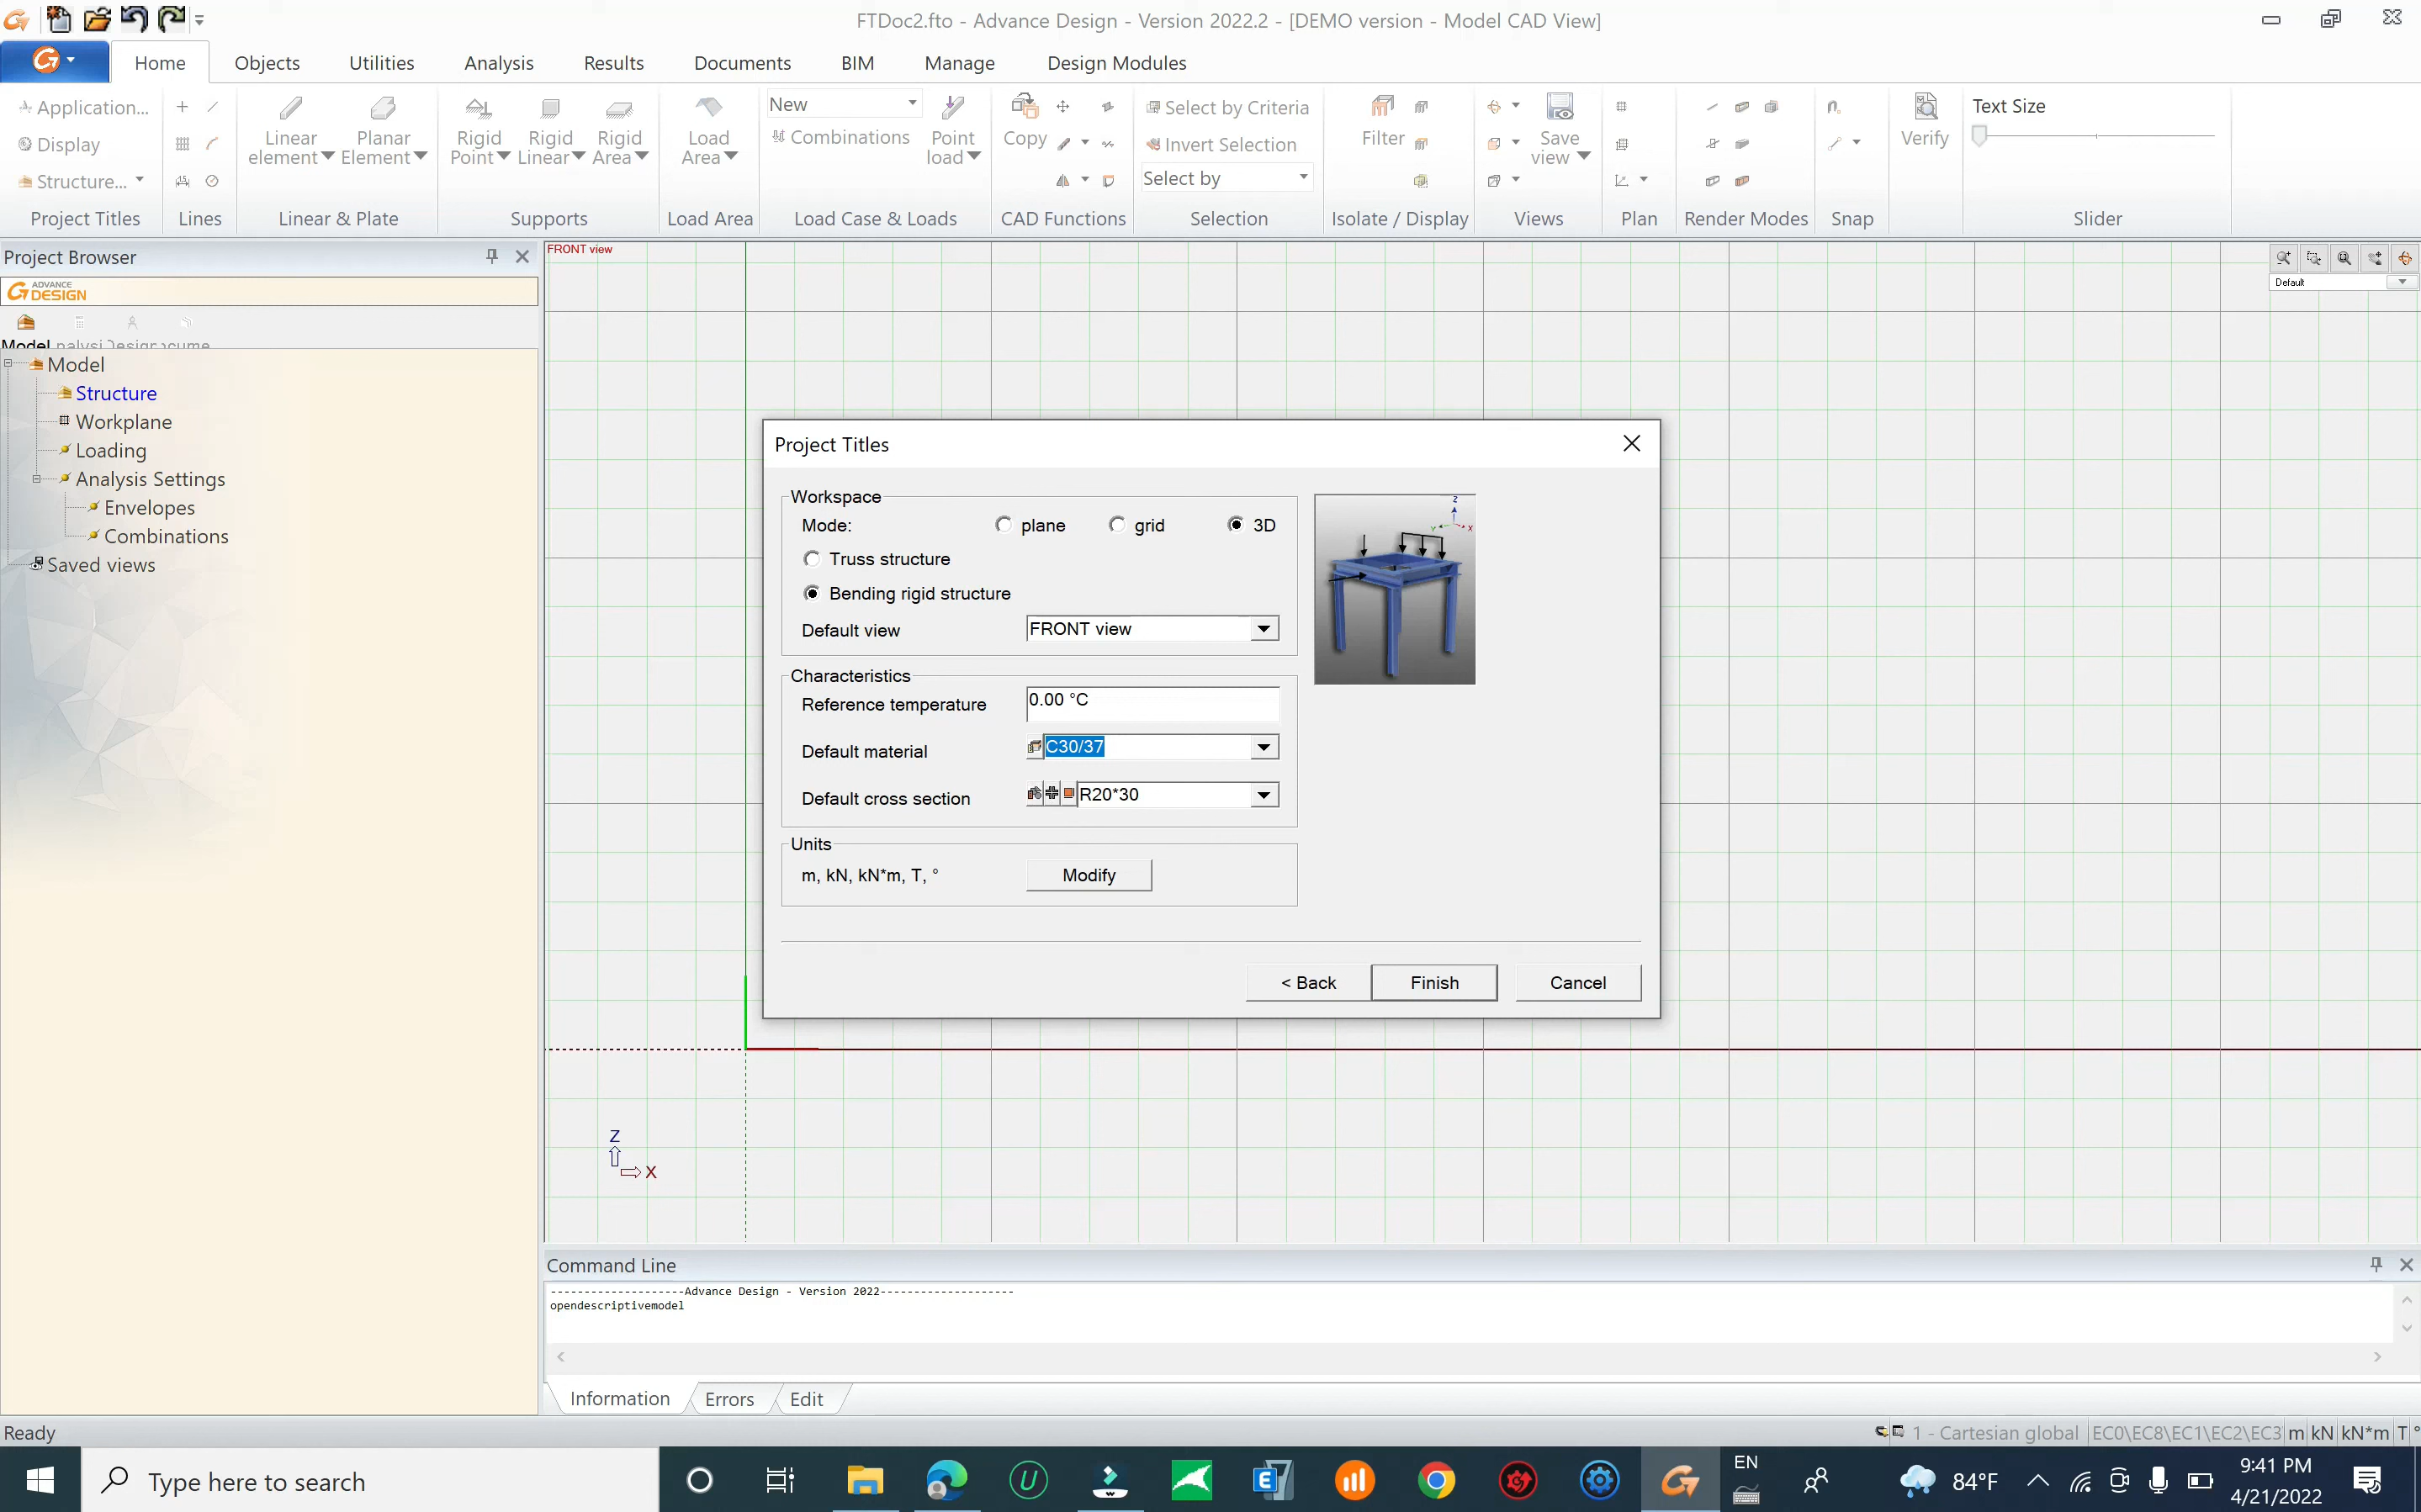 FTDoc2.fto - Advance Design - Version 2022.2 - [DEMO version - Model CAD View]
Home Objects Utilities Analysis Results Documents BIM Manage Design Modules
Application...
Display
Structure...
Project Titles
Lines
Linear element
Planar Element
Linear & Plate
Rigid Point
Rigid Linear
Rigid Area
Supports
Load Area
Load Area
New
Combinations
Point load
Load Case & Loads
Copy
CAD Functions
Select by Criteria
Invert Selection
Select by
Selection
Filter
Isolate / Display
Save view
Views
Plan
Render Modes
Snap
Verify
Text Size
Slider
Project Browser
ADVANCE DESIGN
Model
Model
Structure
Workplane
Loading
Analysis Settings
Envelopes
Combinations
Saved views
FRONT view
Default
Project Titles
Workspace
Mode: plane grid 3D
Truss structure
Bending rigid structure
Default view FRONT view
Characteristics
Reference temperature 0.00 °C
Default material C30/37
Default cross section R20*30
Units
m, kN, kN*m, T, ° Modify
< Back Finish Cancel
Z
Y X
Z
X
Command Line
--------------------Advance Design - Version 2022--------------------
opendescriptivemodel
Information Errors Edit
Ready
1 - Cartesian global EC0\EC8\EC1\EC2\EC3 m kN kN*m T °
Type here to search
EN
84°F
9:41 PM
4/21/2022